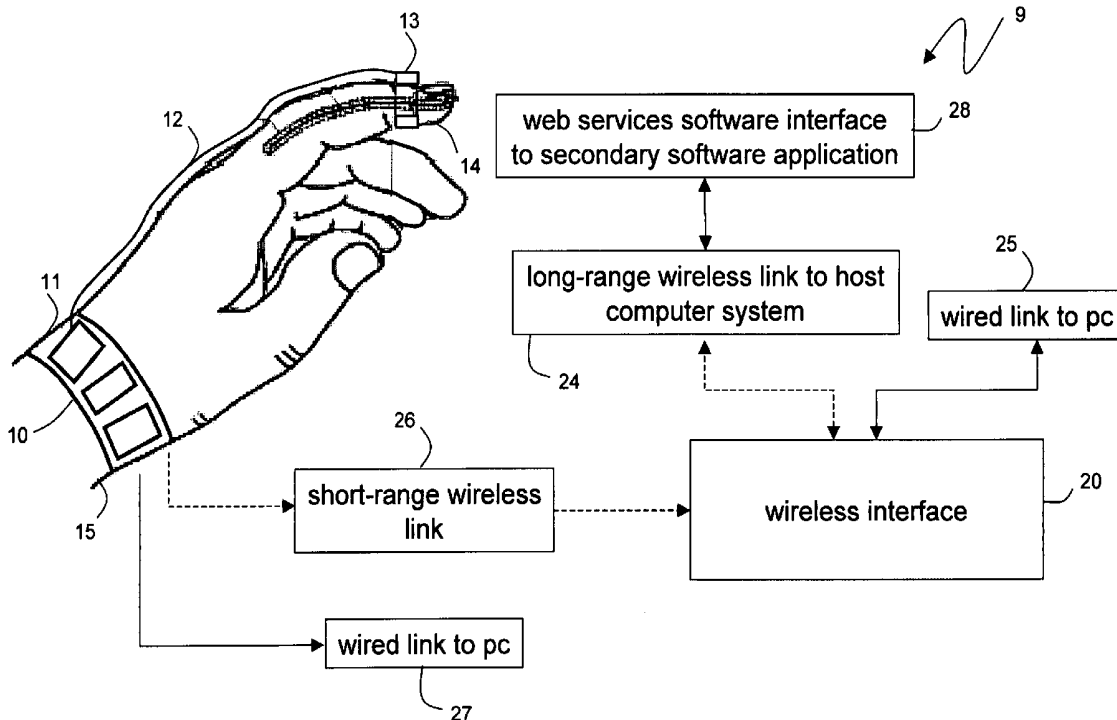 9
13
12
14
web services software interface
to secondary software application
28
11
long-range wireless link to host
computer system
24
25
wired link to pc
10
15
26
short-range wireless
link
wireless interface
20
wired link to pc
27